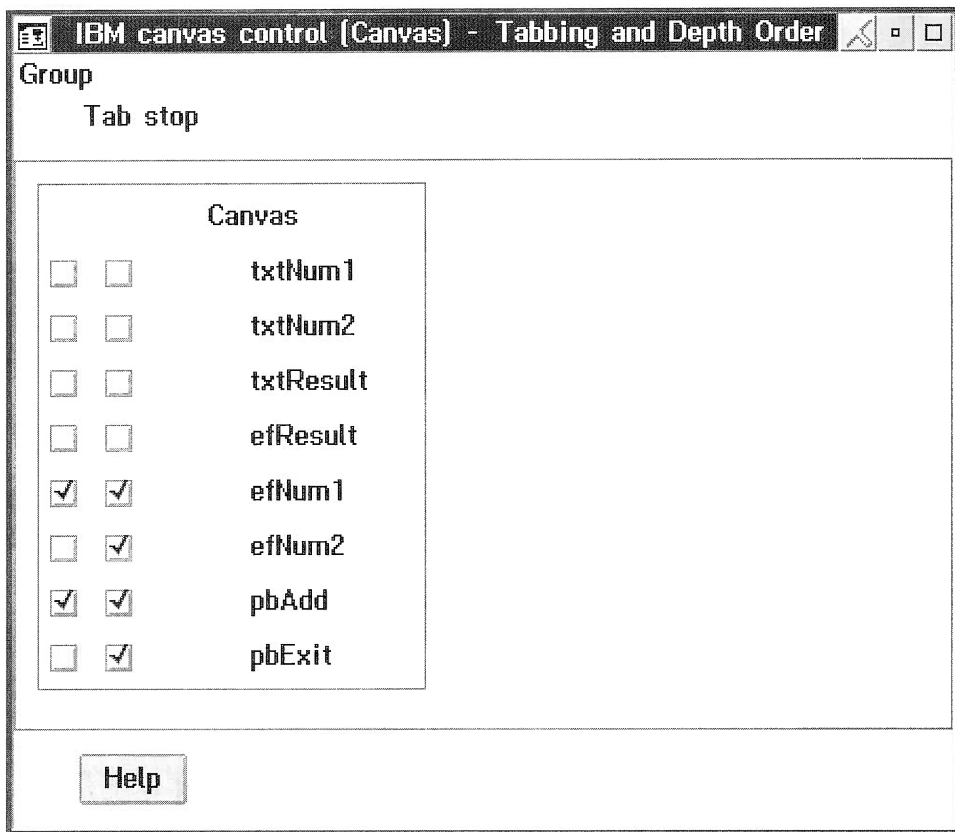 IBM canvas control (Canvas) - Tabbing and Depth Order
Group
Tab stop
Canvas
txtNum1
txtNum2
txtResult
efResult
efNum1
efNum2
pbAdd
pbExit
Help